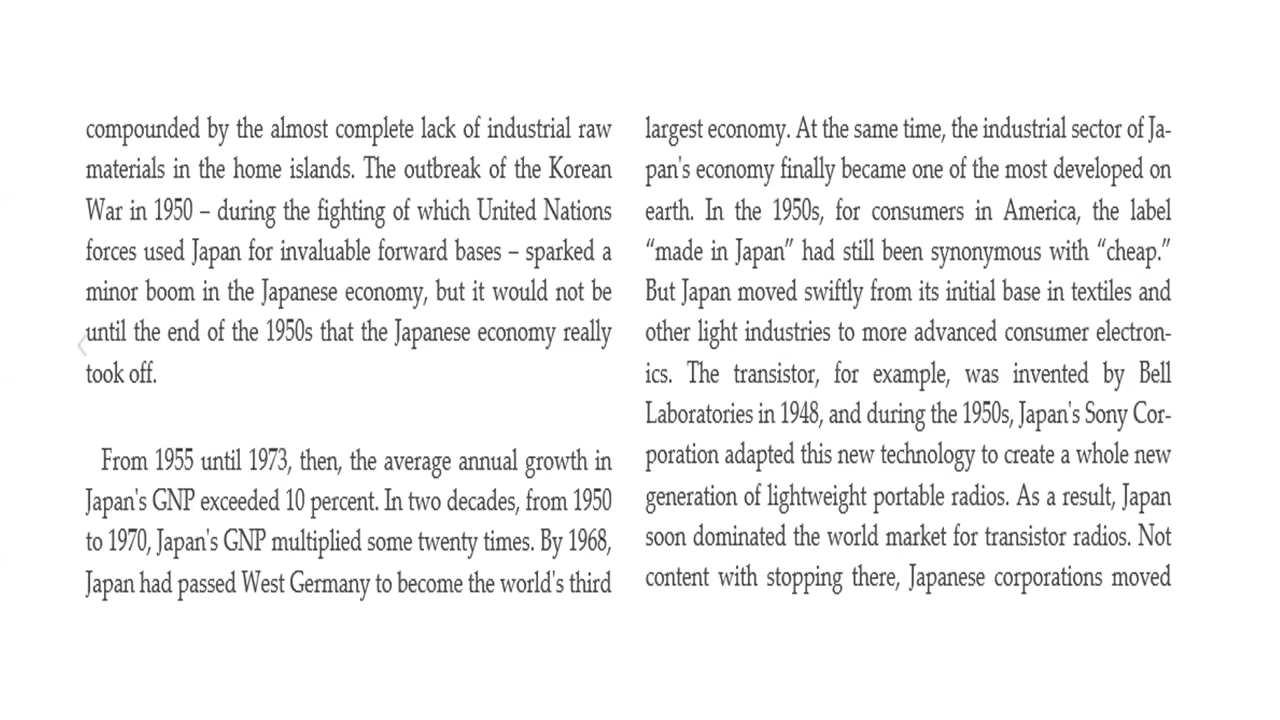 compounded by the almost complete lack of industrial raw
materials in the home islands. The outbreak of the Korean
War in 1950 – during the fighting of which United Nations
forces used Japan for invaluable forward bases – sparked a
minor boom in the Japanese economy, but it would not be
until the end of the 1950s that the Japanese economy really
took off.
From 1955 until 1973, then, the average annual growth in
Japan's GNP exceeded 10 percent. In two decades, from 1950
to 1970, Japan's GNP multiplied some twenty times. By 1968,
Japan had passed West Germany to become the world's third
largest economy. At the same time, the industrial sector of Ja-
pan's economy finally became one of the most developed on
earth. In the 1950s, for consumers in America, the label
“made in Japan” had still been synonymous with “cheap.”
But Japan moved swiftly from its initial base in textiles and
other light industries to more advanced consumer electron-
ics. The transistor, for example, was invented by Bell
Laboratories in 1948, and during the 1950s, Japan's Sony Cor-
poration adapted this new technology to create a whole new
generation of lightweight portable radios. As a result, Japan
soon dominated the world market for transistor radios. Not
content with stopping there, Japanese corporations moved